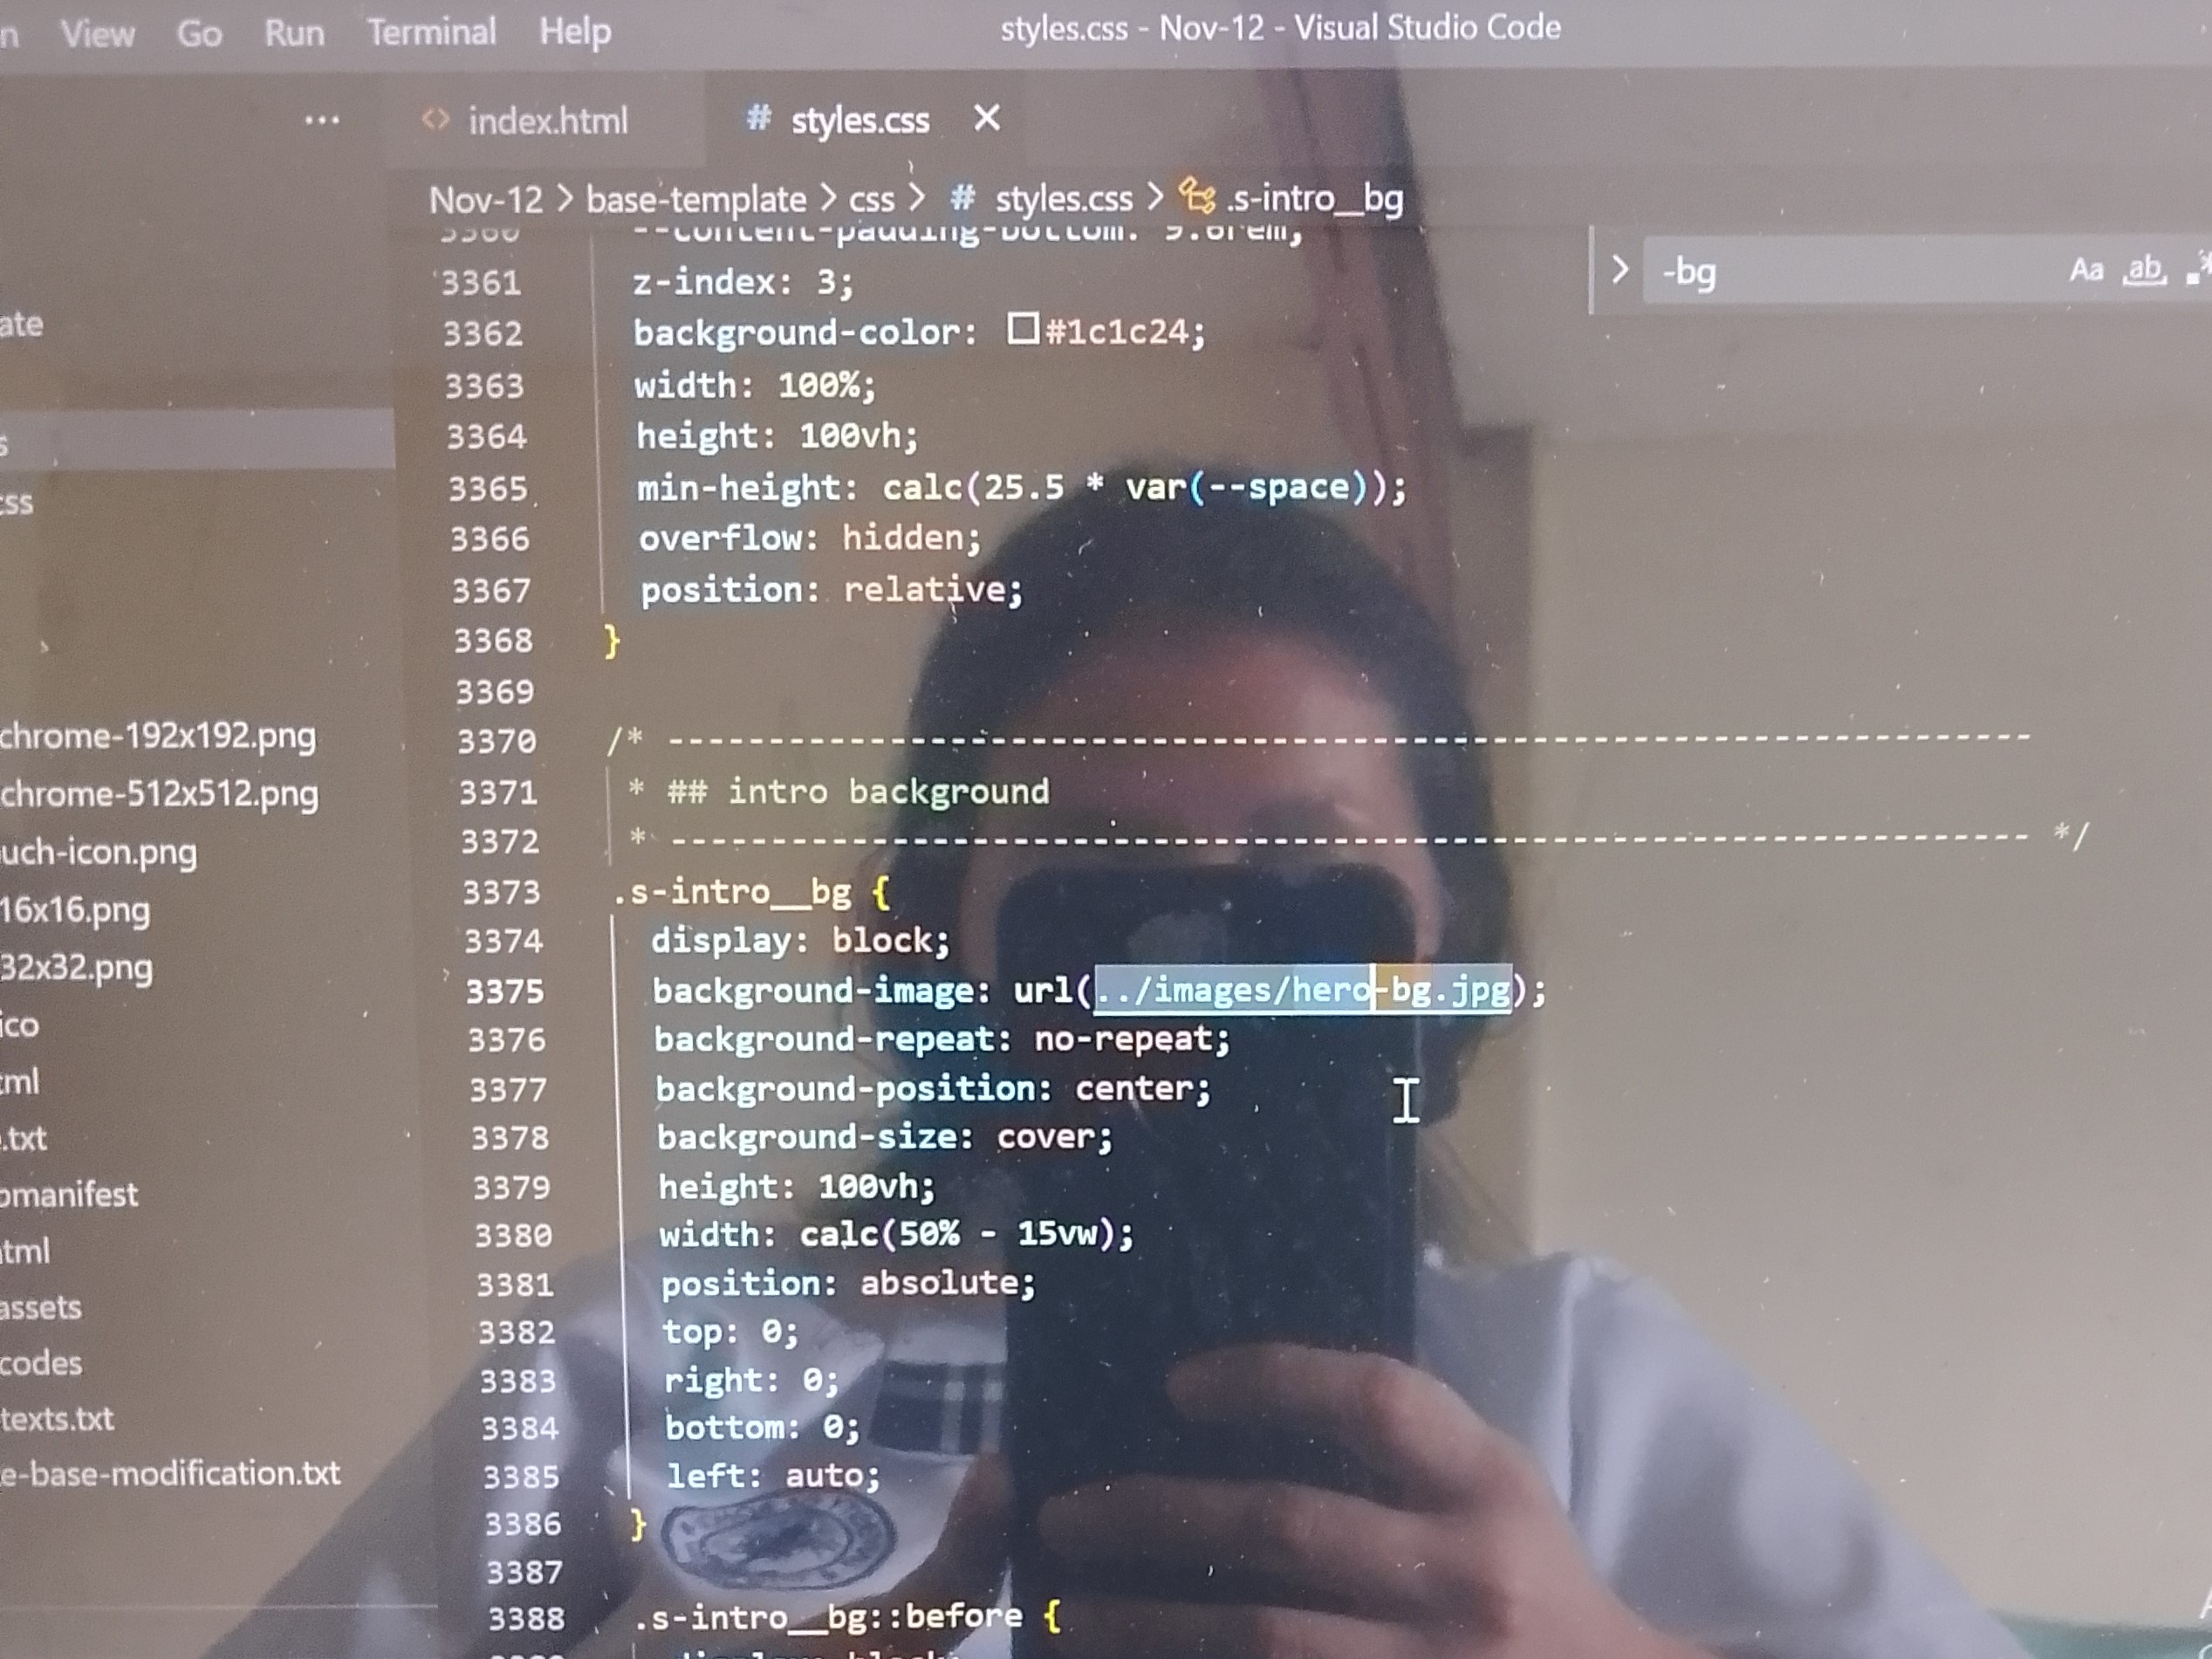 View Go Run Terminal Help
styles.css - Nov-12 - Visual Studio Code
... <> index.html # styles.css ×
Nov-12 > base-template > css > # styles.css > .s-intro__bg
> -bg Aa ab
3360 --content-padding-bottom: 9.6rem;
3361 z-index: 3;
3362 background-color: #1c1c24;
3363 width: 100%;
3364 height: 100vh;
3365 min-height: calc(25.5 * var(--space));
3366 overflow: hidden;
3367 position: relative;
3368 }
3369
3370 /* -------------------------------------------------------------------
3371 * ## intro background
3372 * ------------------------------------------------------------------- */
3373 .s-intro__bg {
3374 display: block;
3375 background-image: url(../images/hero-bg.jpg);
3376 background-repeat: no-repeat;
3377 background-position: center;
3378 background-size: cover;
3379 height: 100vh;
3380 width: calc(50% - 15vw);
3381 position: absolute;
3382 top: 0;
3383 right: 0;
3384 bottom: 0;
3385 left: auto;
3386 }
3387
3388 .s-intro__bg::before {
display: block;
ate
s
css
chrome-192x192.png
chrome-512x512.png
uch-icon.png
16x16.png
32x32.png
ico
ml
.txt
omanifest
tml
assets
codes
texts.txt
e-base-modification.txt